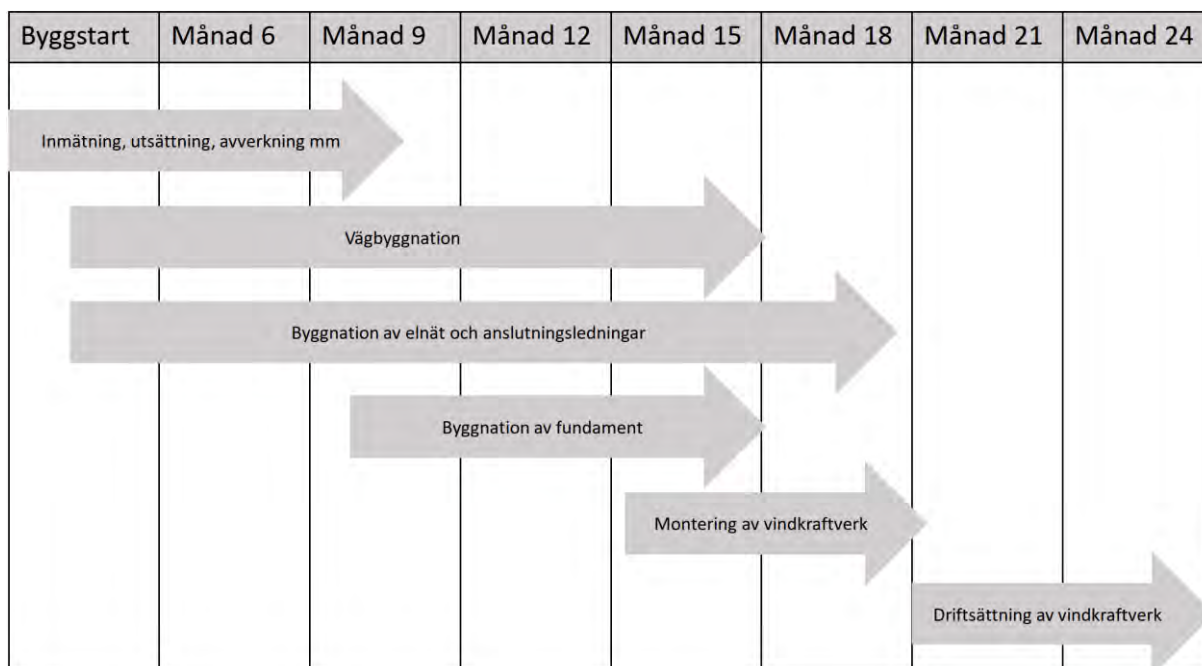 Byggstart Månad 6 Månad 9 Månad 12 Månad 15 Månad 18 Månad 21 Månad 24
Inmätning, utsättning, avverkning mm
Vägbyggnation
Byggnation av elnät och anslutningsledningar
Byggnation av fundament
Montering av vindkraftverk
Driftsättning av vindkraftverk